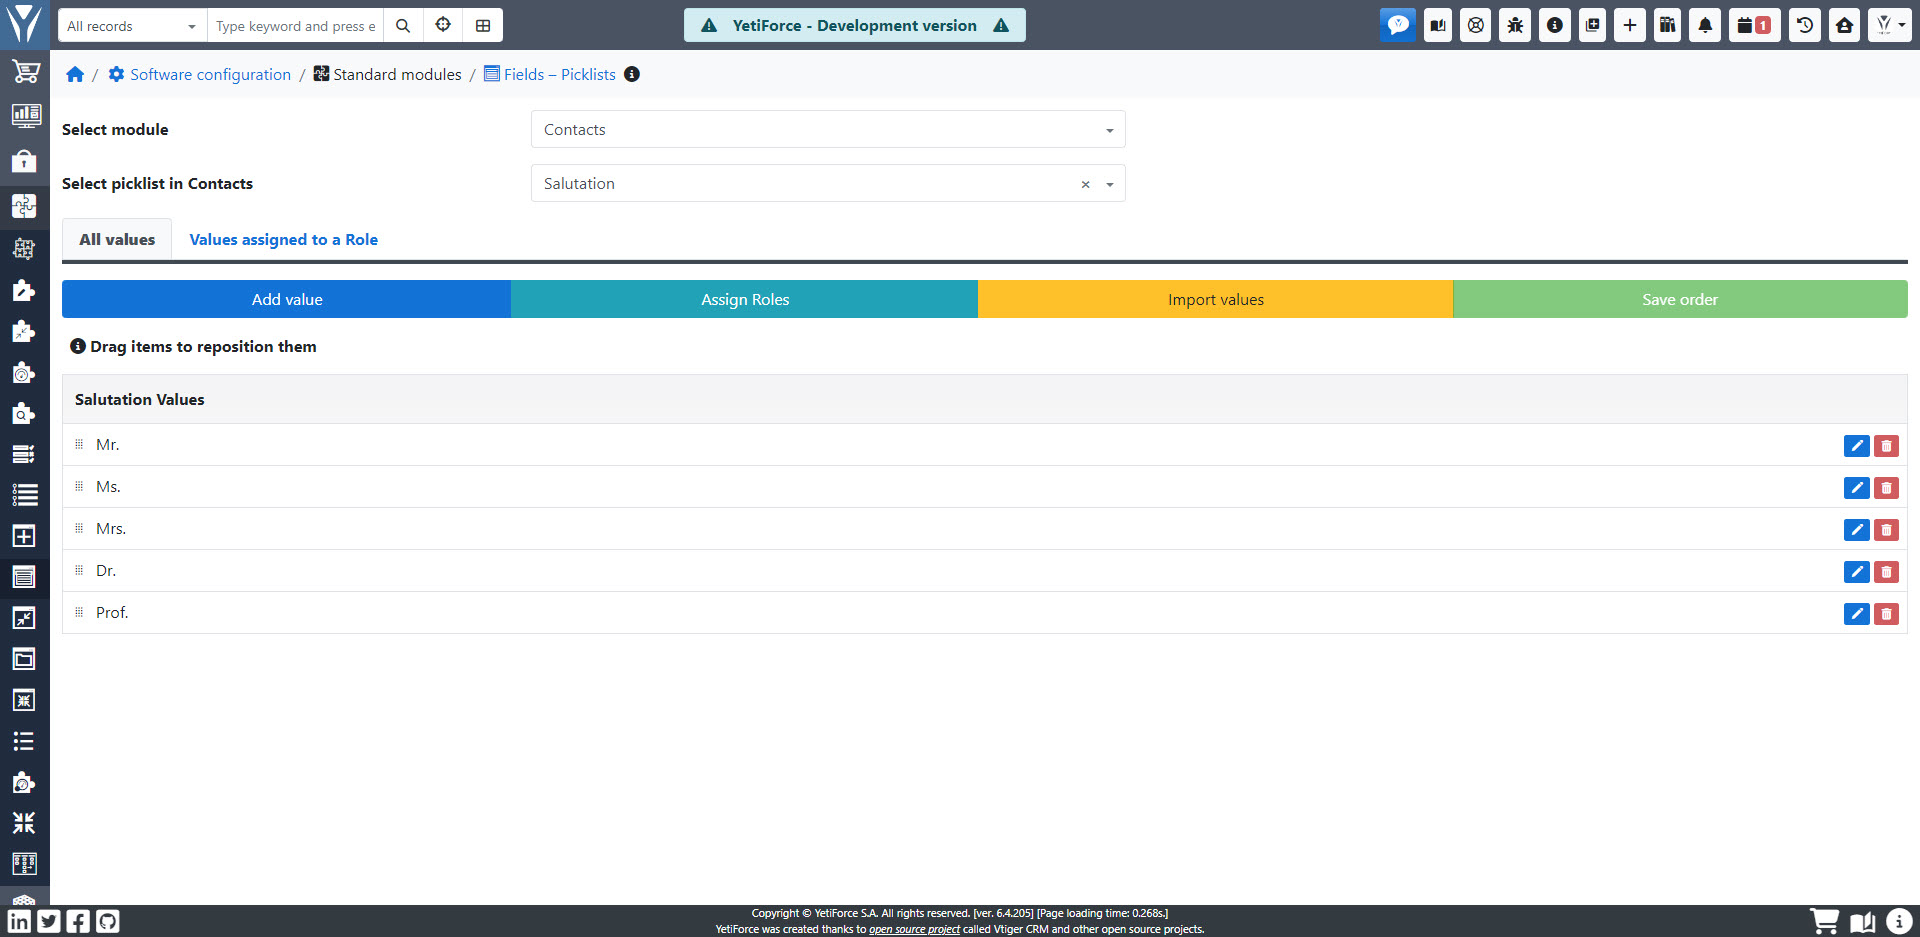 All records
Type keyword and press e
YetiForce - Development version
1
/ Software configuration / Standard modules / Fields – Picklists
Select module
Contacts
Select picklist in Contacts
Salutation
All values
Values assigned to a Role
Add value
Assign Roles
Import values
Save order
Drag items to reposition them
Salutation Values
Mr.
Ms.
Mrs.
Dr.
Prof.
Copyright © YetiForce S.A. All rights reserved. [ver. 6.4.205] [Page loading time: 0.268s.]
YetiForce was created thanks to open source project called Vtiger CRM and other open source projects.